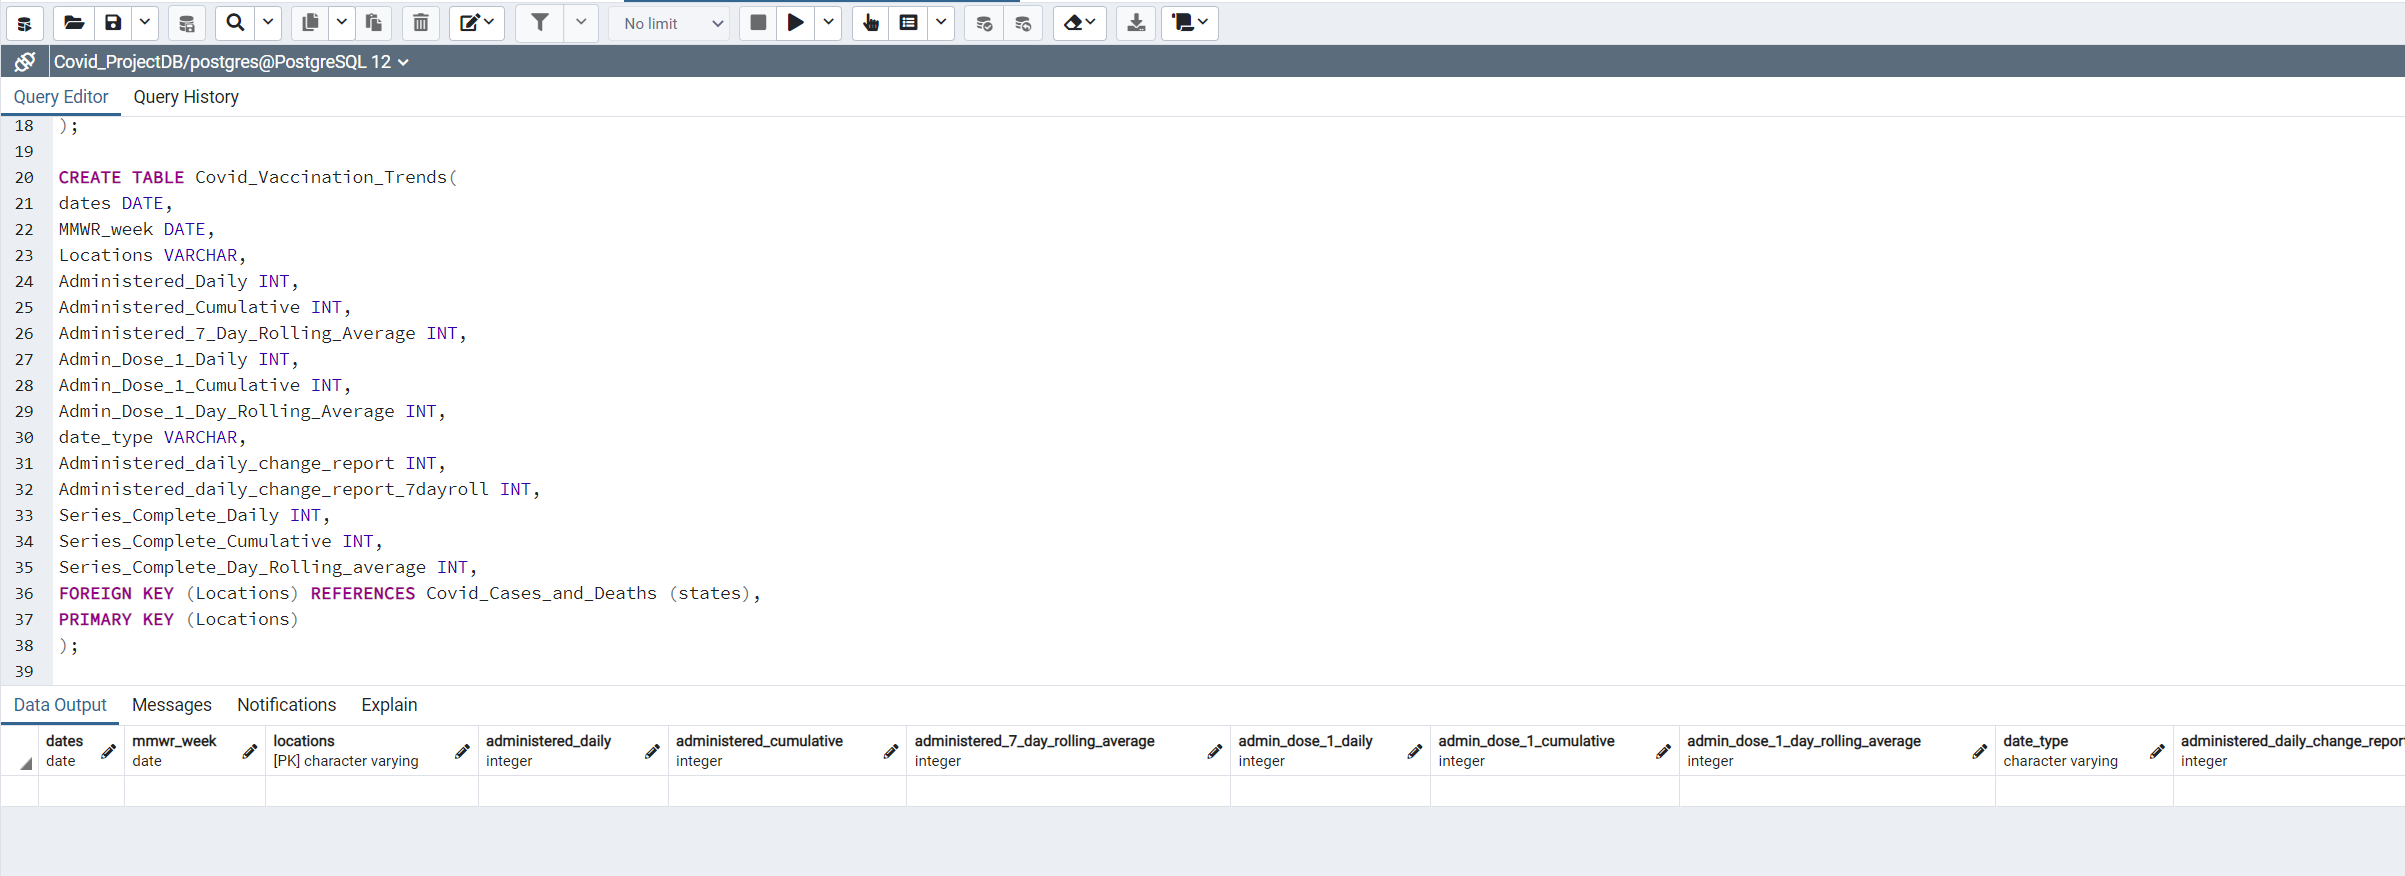 No limit
Covid_ProjectDB/postgres@PostgreSQL 12
Query Editor Query History
18 );
19
20 CREATE TABLE Covid_Vaccination_Trends(
21 dates DATE,
22 MMWR_week DATE,
23 Locations VARCHAR,
24 Administered_Daily INT,
25 Administered_Cumulative INT,
26 Administered_7_Day_Rolling_Average INT,
27 Admin_Dose_1_Daily INT,
28 Admin_Dose_1_Cumulative INT,
29 Admin_Dose_1_Day_Rolling_Average INT,
30 date_type VARCHAR,
31 Administered_daily_change_report INT,
32 Administered_daily_change_report_7dayroll INT,
33 Series_Complete_Daily INT,
34 Series_Complete_Cumulative INT,
35 Series_Complete_Day_Rolling_average INT,
36 FOREIGN KEY (Locations) REFERENCES Covid_Cases_and_Deaths (states),
37 PRIMARY KEY (Locations)
38 );
39
Data Output Messages Notifications Explain
dates mmwr_week locations administered_daily administered_cumulative administered_7_day_rolling_average admin_dose_1_daily admin_dose_1_cumulative admin_dose_1_day_rolling_average date_type administered_daily_change_repor
date date [PK] character varying integer integer integer integer integer integer character varying integer